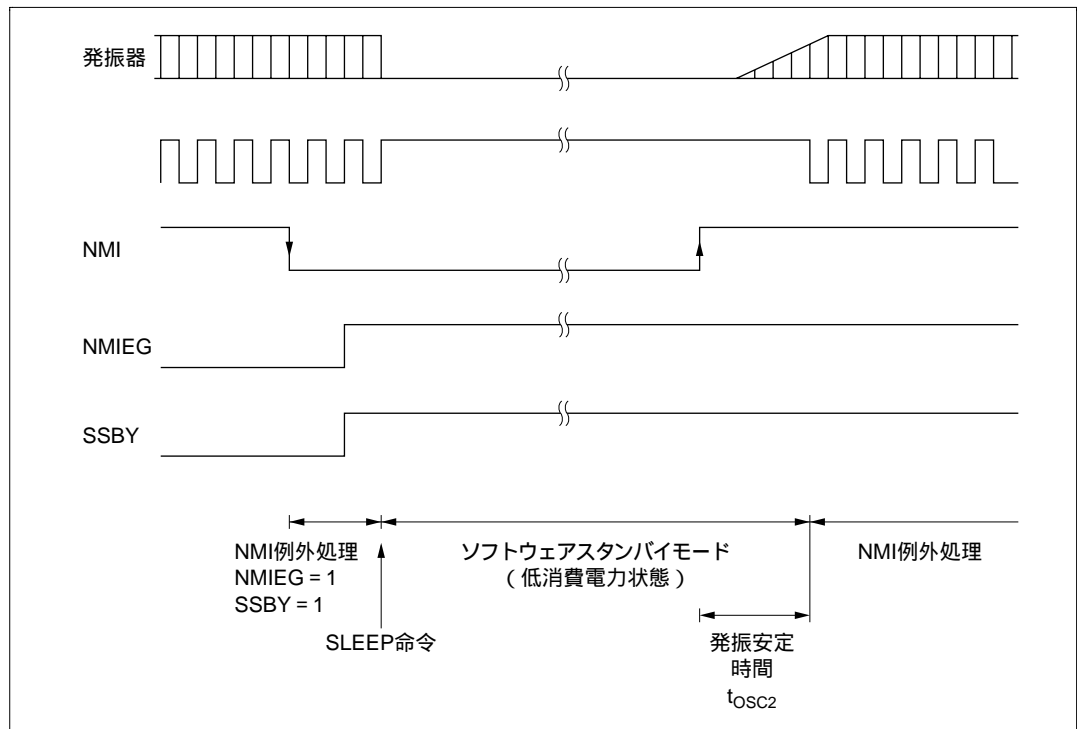 発振器
NMI
NMIEG
SSBY
NMI例外処理
NMIEG = 1
SSBY = 1
ソフトウェアスタンバイモード
(低消費電力状態)
NMI例外処理
SLEEP命令
発振安定
時間
tOSC2